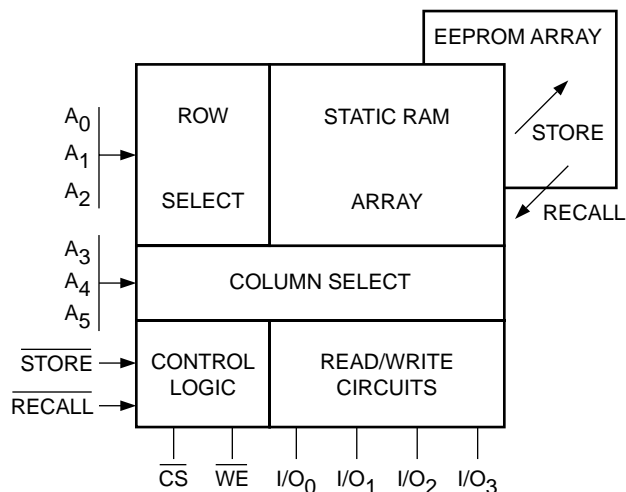 EEPROM ARRAY
ROW
STATIC RAM
A0
A1
A2
STORE
SELECT
ARRAY
RECALL
A3
A4
A5
COLUMN SELECT
STORE
RECALL
CONTROL
LOGIC
READ/WRITE
CIRCUITS
CS WE I/O0 I/O1 I/O2 I/O3